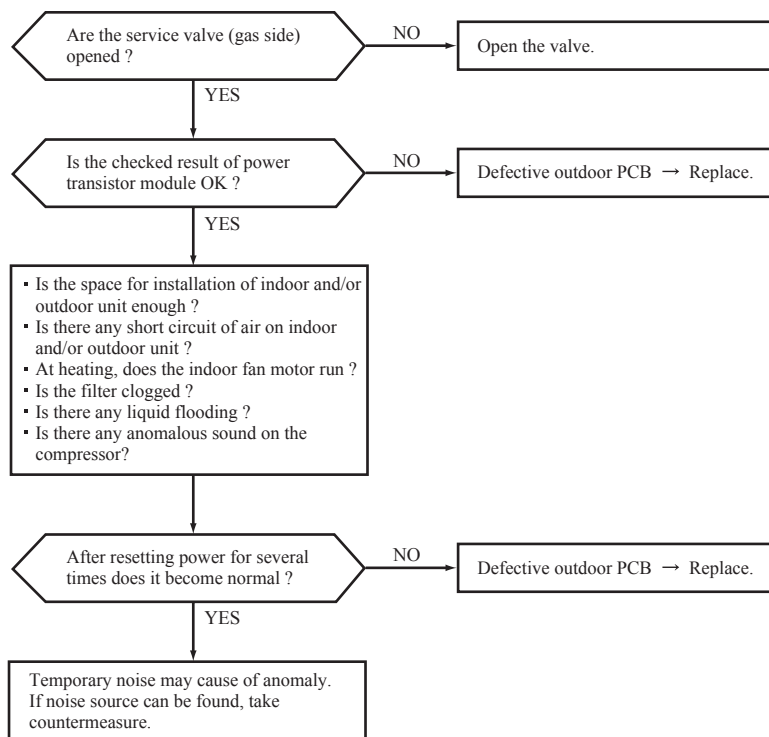 Are the service valve (gas side)
opened ?
NO
Open the valve.
YES
Is the checked result of power
transistor module OK ?
NO
Defective outdoor PCB → Replace.
YES
▪ Is the space for installation of indoor and/or
outdoor unit enough ?
▪ Is there any short circuit of air on indoor
and/or outdoor unit ?
▪ At heating, does the indoor fan motor run ?
▪ Is the filter clogged ?
▪ Is there any liquid flooding ?
▪ Is there any anomalous sound on the
compressor?
After resetting power for several
times does it become normal ?
NO
Defective outdoor PCB → Replace.
YES
Temporary noise may cause of anomaly.
If noise source can be found, take
countermeasure.